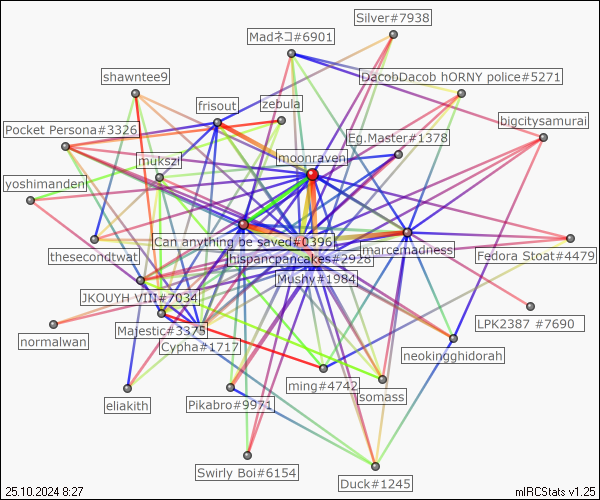 Silver#7938
Madネコ#6901
DacobDacob hORNY police#5271
shawntee9
frisout
zebula
bigcitysamurai
Pocket Persona#3326
Eg.Master#1378
mukszi
moonraven
yoshimandeni
Can anything be saved#0396
thesecondtwat
hispancpancakes#2928
marcemadness
Fedora Stoat#4479
Mushy#1984
JKOUYH VIII#7034
LPK2387 #7690
Majestic#3375
normalwan
Cypha#1717
neokingghidorah
ming#4742
somass
eliakith
Pikabro#9971
Swirly Boi#6154
Duck#1245
25.10.2024 8:27
mIRCStats v1.25